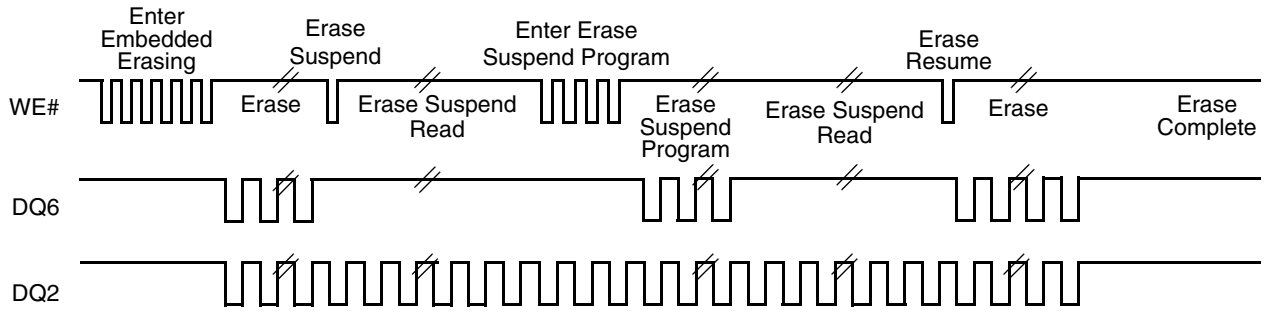 Enter
Embedded
Erasing
Erase
Suspend
Enter Erase
Suspend Program
Erase
Resume
WE#
Erase
Erase Suspend
Read
Erase
Suspend
Program
Erase Suspend
Read
Erase
Erase
Complete
DQ6
DQ2